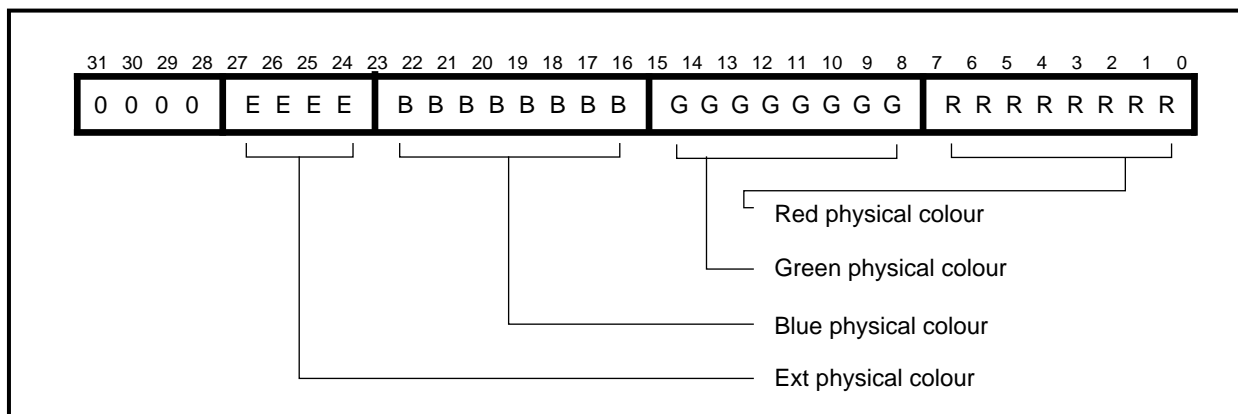 31 30 29 28 27 26 25 24 23 22 21 20 19 18 17 16 15 14 13 12 11 10 9 8 7 6 5 4 3 2 1 0
0 0 0 0 E E E E B B B B B B B B G G G G G G G G R R R R R R R R
Red physical colour
Green physical colour
Blue physical colour
Ext physical colour